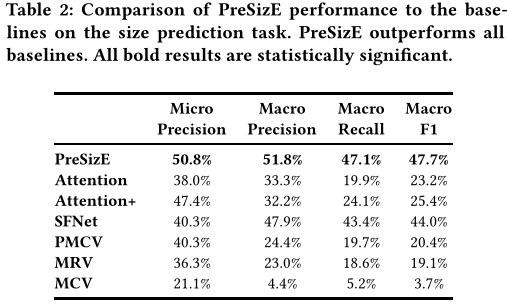 Table 2: Comparison of PreSizE performance to the base-
lines on the size prediction task. PreSizE outperforms all
baselines. All bold results are statistically significant.
Micro Macro Macro Macro
Precision Precision Recall F1
PreSizE 50.8% 51.8% 47.1% 47.7%
Attention 38.0% 33.3% 19.9% 23.2%
Attention+ 47.4% 32.2% 24.1% 25.4%
SFNet 40.3% 47.9% 43.4% 44.0%
PMCV 40.3% 24.4% 19.7% 20.4%
MRV 36.3% 23.0% 18.6% 19.1%
MCV 21.1% 4.4% 5.2% 3.7%